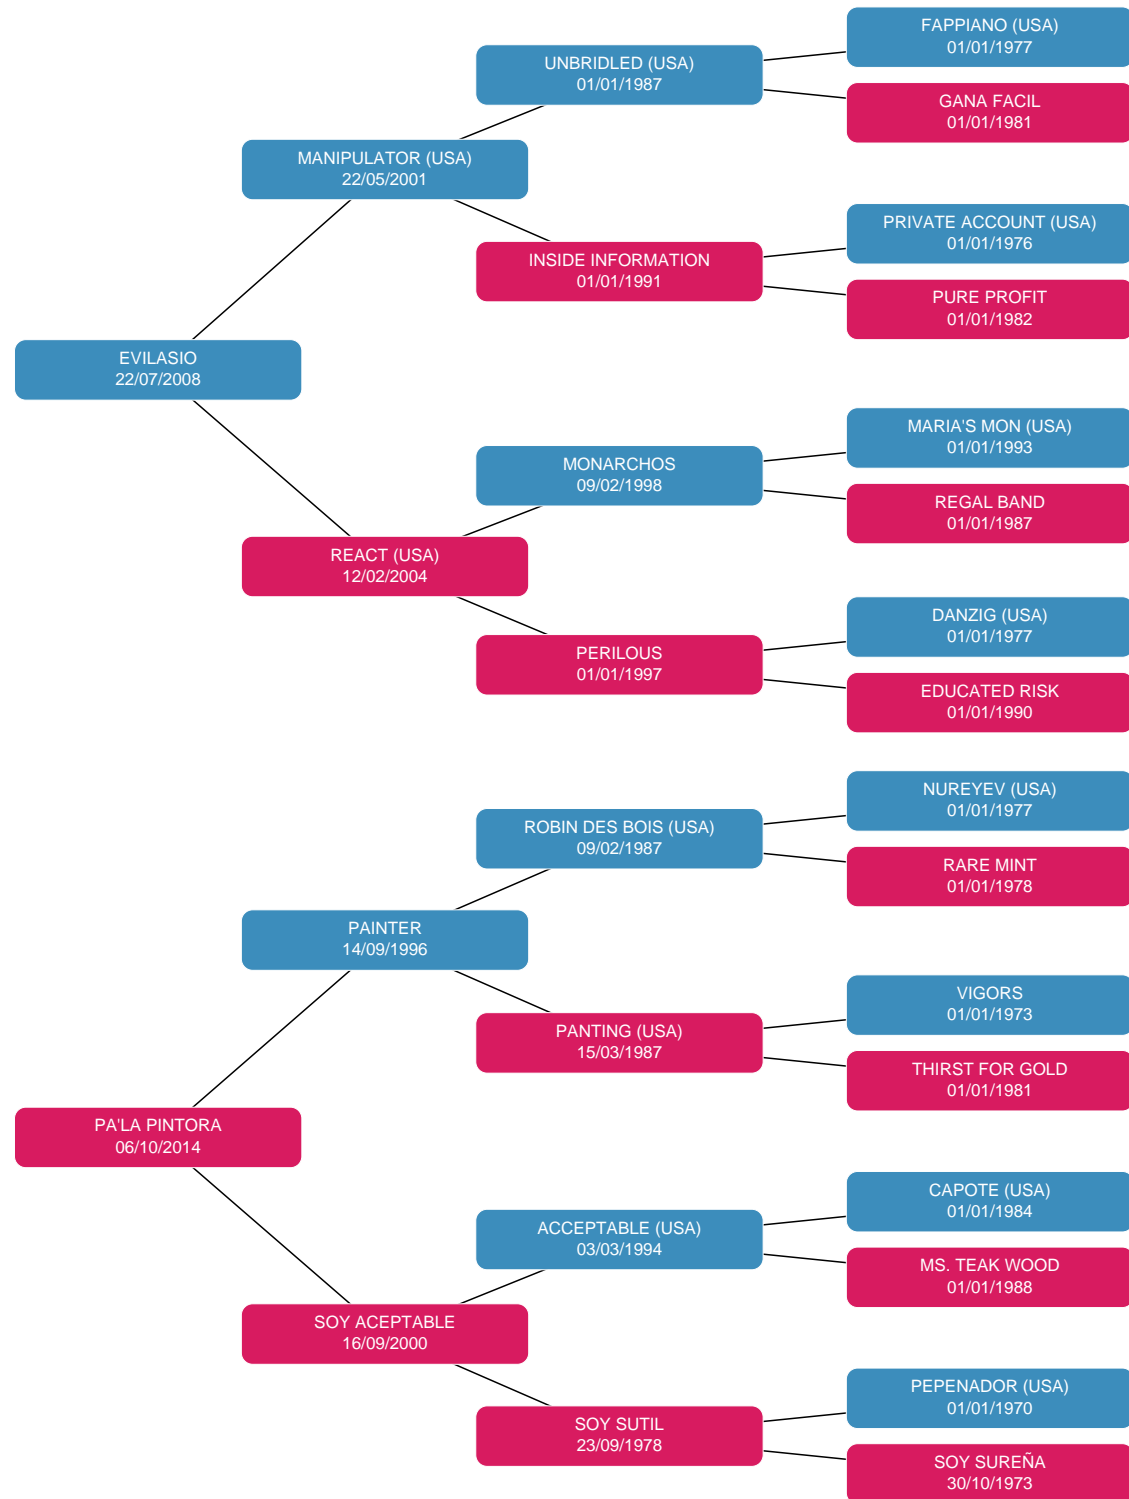 FAPPIANO (USA)
01/01/1977
UNBRIDLED (USA)
01/01/1987
GANA FACIL
01/01/1981
MANIPULATOR (USA)
22/05/2001
PRIVATE ACCOUNT (USA)
01/01/1976
INSIDE INFORMATION
01/01/1991
PURE PROFIT
01/01/1982
EVILASIO
22/07/2008
MARIA'S MON (USA)
01/01/1993
MONARCHOS
09/02/1998
REGAL BAND
01/01/1987
REACT (USA)
12/02/2004
DANZIG (USA)
01/01/1977
PERILOUS
01/01/1997
EDUCATED RISK
01/01/1990
NUREYEV (USA)
01/01/1977
ROBIN DES BOIS (USA)
09/02/1987
RARE MINT
01/01/1978
PAINTER
14/09/1996
VIGORS
01/01/1973
PANTING (USA)
15/03/1987
THIRST FOR GOLD
01/01/1981
PA'LA PINTORA
06/10/2014
CAPOTE (USA)
01/01/1984
ACCEPTABLE (USA)
03/03/1994
MS. TEAK WOOD
01/01/1988
SOY ACEPTABLE
16/09/2000
PEPENADOR (USA)
01/01/1970
SOY SUTIL
23/09/1978
SOY SUREÑA
30/10/1973